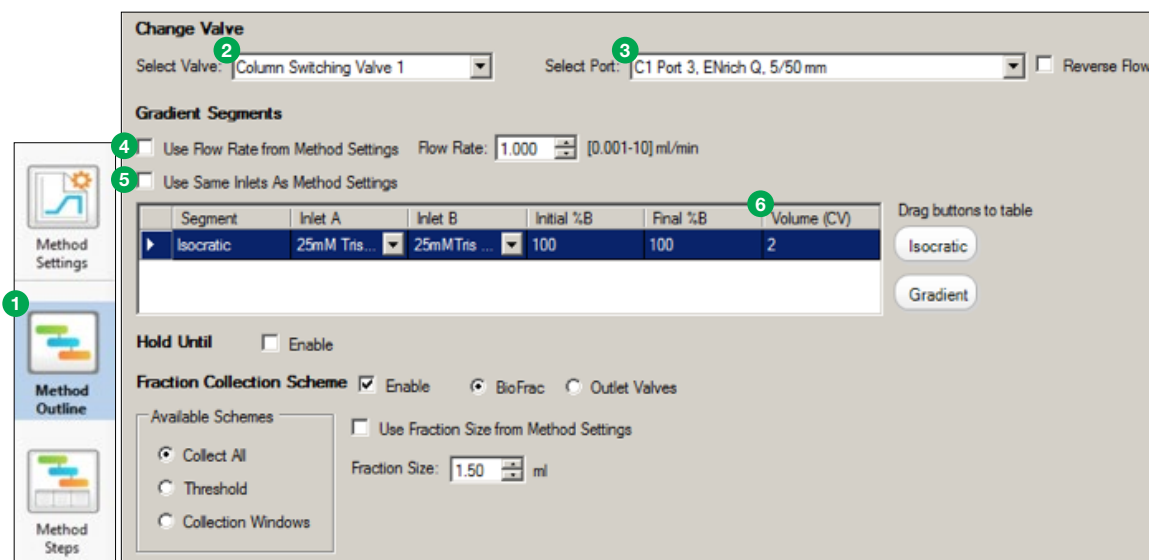 Change Valve
2 3
Select Valve: Column Switching Valve 1 Select Port: C1 Port 3, ENrich Q, 5/50 mm Reverse Flow
Gradient Segments
4 Use Flow Rate from Method Settings Flow Rate: 1.000 [0.001-10] ml/min
5 Use Same Inlets As Method Settings
6
Segment Inlet A Inlet B Initial %B Final %B Volume (CV) Drag buttons to table
Isocratic 25mM Tris... 25mMTris ... 100 100 2 Isocratic
Gradient
Hold Until Enable
Fraction Collection Scheme Enable BioFrac Outlet Valves
Available Schemes
Use Fraction Size from Method Settings
Collect All
Fraction Size: 1.50 ml
Threshold
Collection Windows
Method
Settings
1
Method
Outline
Method
Steps